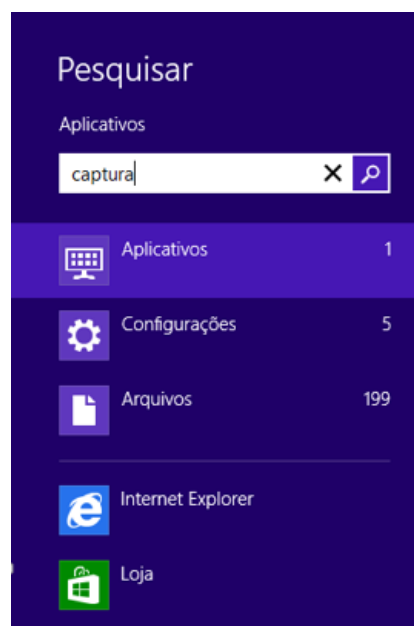 Pesquisar
Aplicativos
captura
Aplicativos 1
Configurações 5
Arquivos 199
Internet Explorer
Loja